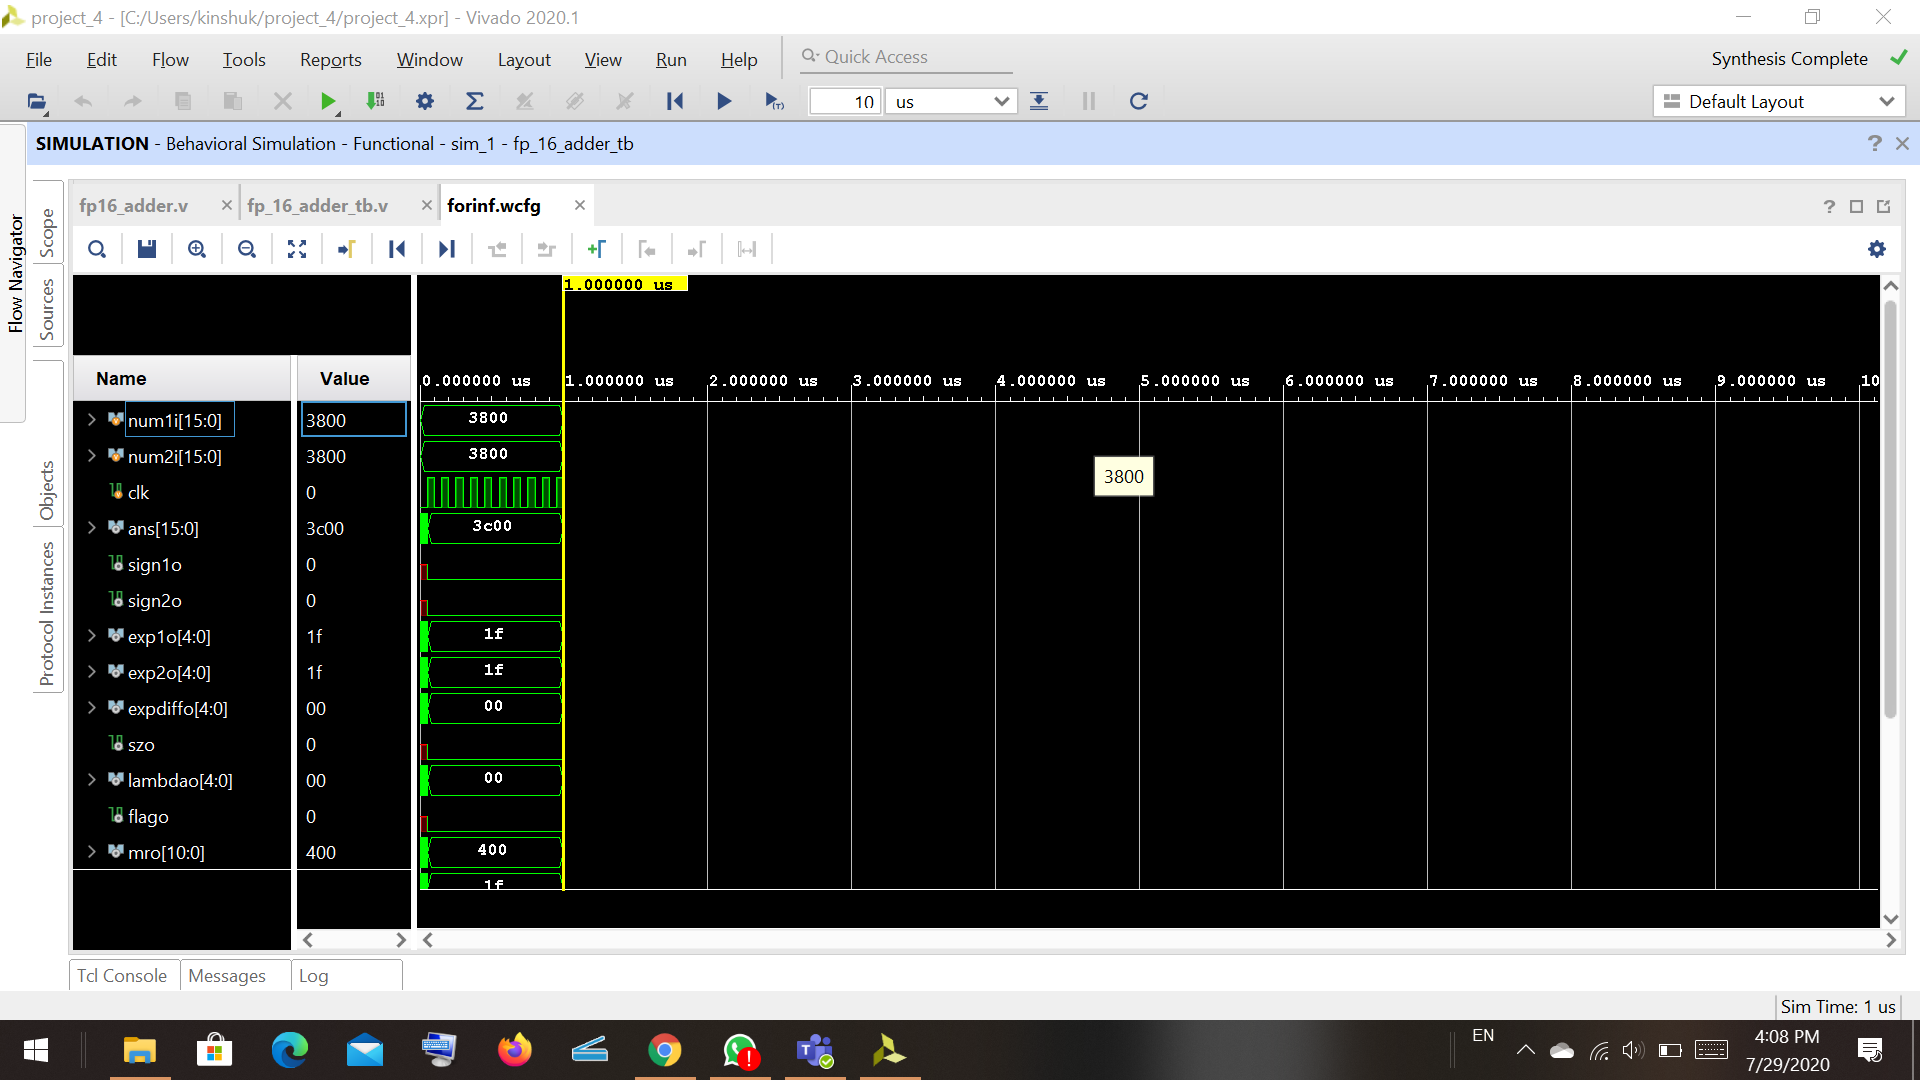 project_4 - [C:/Users/kinshuk/project_4/project_4.xpr] - Vivado 2020.1
File Edit Flow Tools Reports Window Layout View Run Help Quick Access
Synthesis Complete
10 us
Default Layout
SIMULATION - Behavioral Simulation - Functional - sim_1 - fp_16_adder_tb
Flow Navigator
Scope
Sources
Objects
Protocol Instances
fp16_adder.v
fp_16_adder_tb.v
forinf.wcfg
1.000000 us
Name Value
0.000000 us 1.000000 us 2.000000 us 3.000000 us 4.000000 us 5.000000 us 6.000000 us 7.000000 us 8.000000 us 9.000000 us 10
num1i[15:0] 3800 3800
num2i[15:0] 3800 3800
3800
clk 0
ans[15:0] 3c00 3c00
sign1o 0
sign2o 0
exp1o[4:0] 1f 1f
exp2o[4:0] 1f 1f
expdiffo[4:0] 00 00
szo 0
lambdao[4:0] 00 00
flago 0
mro[10:0] 400 400
1f
Tcl Console Messages Log
Sim Time: 1 us
EN
4:08 PM
7/29/2020